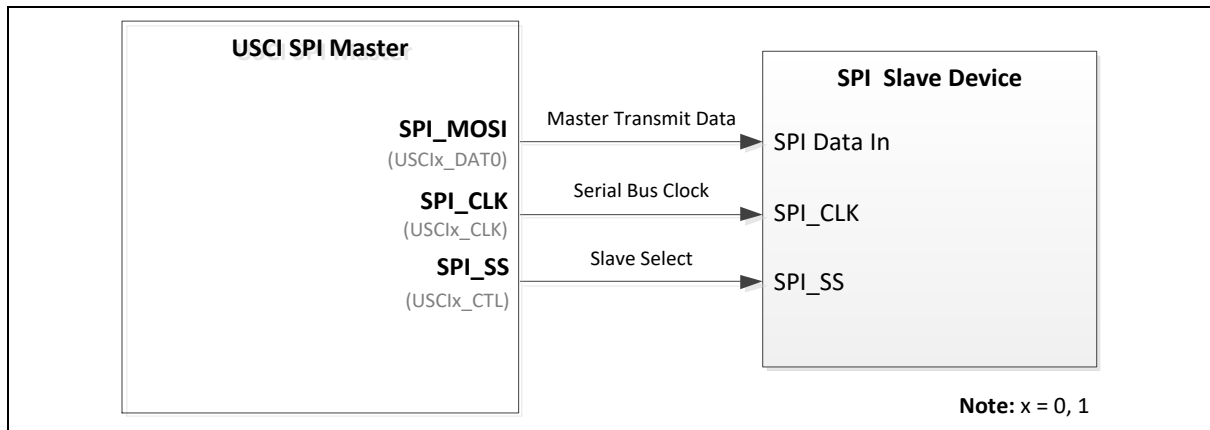 USCI SPI Master
SPI Slave Device
SPI_MOSI
(USCIx_DAT0)
Master Transmit Data
SPI Data In
SPI_CLK
(USCIx_CLK)
Serial Bus Clock
SPI_CLK
SPI_SS
(USCIx_CTL)
Slave Select
SPI_SS
Note: x = 0, 1